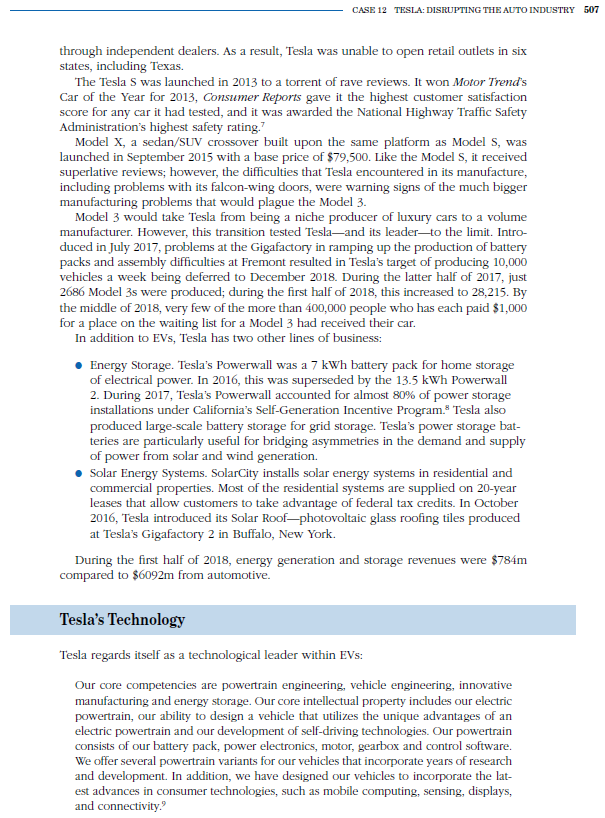 CASE 12 TESLA: DISRUPTING THE AUTO INDUSTRY 507
through independent dealers. As a result, Tesla was unable to open retail outlets in six
states, including Texas.
The Tesla S was launched in 2013 to a torrent of rave reviews. It won Motor Trend's
Car of the Year for 2013, Consumer Reports gave it the highest customer satisfaction
score for any car it had tested, and it was awarded the National Highway Traffic Safety
Administration's highest safety rating.7
Model X, a sedan/SUV crossover built upon the same platform as Model S, was
launched in September 2015 with a base price of $79,500. Like the Model S, it received
superlative reviews; however, the difficulties that Tesla encountered in its manufacture,
including problems with its falcon-wing doors, were warning signs of the much bigger
manufacturing problems that would plague the Model 3.
Model 3 would take Tesla from being a niche producer of luxury cars to a volume
manufacturer. However, this transition tested Tesla—and its leader—to the limit. Intro-
duced in July 2017, problems at the Gigafactory in ramping up the production of battery
packs and assembly difficulties at Fremont resulted in Tesla's target of producing 10,000
vehicles a week being deferred to December 2018. During the latter half of 2017, just
2686 Model 3s were produced; during the first half of 2018, this increased to 28,215. By
the middle of 2018, very few of the more than 400,000 people who has each paid $1,000
for a place on the waiting list for a Model 3 had received their car.
In addition to EVs, Tesla has two other lines of business:
● Energy Storage. Tesla's Powerwall was a 7 kWh battery pack for home storage
of electrical power. In 2016, this was superseded by the 13.5 kWh Powerwall
2. During 2017, Tesla's Powerwall accounted for almost 80% of power storage
installations under California's Self-Generation Incentive Program.8 Tesla also
produced large-scale battery storage for grid storage. Tesla's power storage bat-
teries are particularly useful for bridging asymmetries in the demand and supply
of power from solar and wind generation.
● Solar Energy Systems. SolarCity installs solar energy systems in residential and
commercial properties. Most of the residential systems are supplied on 20-year
leases that allow customers to take advantage of federal tax credits. In October
2016, Tesla introduced its Solar Roof—photovoltaic glass roofing tiles produced
at Tesla's Gigafactory 2 in Buffalo, New York.
During the first half of 2018, energy generation and storage revenues were $784m
compared to $6092m from automotive.
Tesla's Technology
Tesla regards itself as a technological leader within EVs:
Our core competencies are powertrain engineering, vehicle engineering, innovative
manufacturing and energy storage. Our core intellectual property includes our electric
powertrain, our ability to design a vehicle that utilizes the unique advantages of an
electric powertrain and our development of self-driving technologies. Our powertrain
consists of our battery pack, power electronics, motor, gearbox and control software.
We offer several powertrain variants for our vehicles that incorporate years of research
and development. In addition, we have designed our vehicles to incorporate the lat-
est advances in consumer technologies, such as mobile computing, sensing, displays,
and connectivity.9